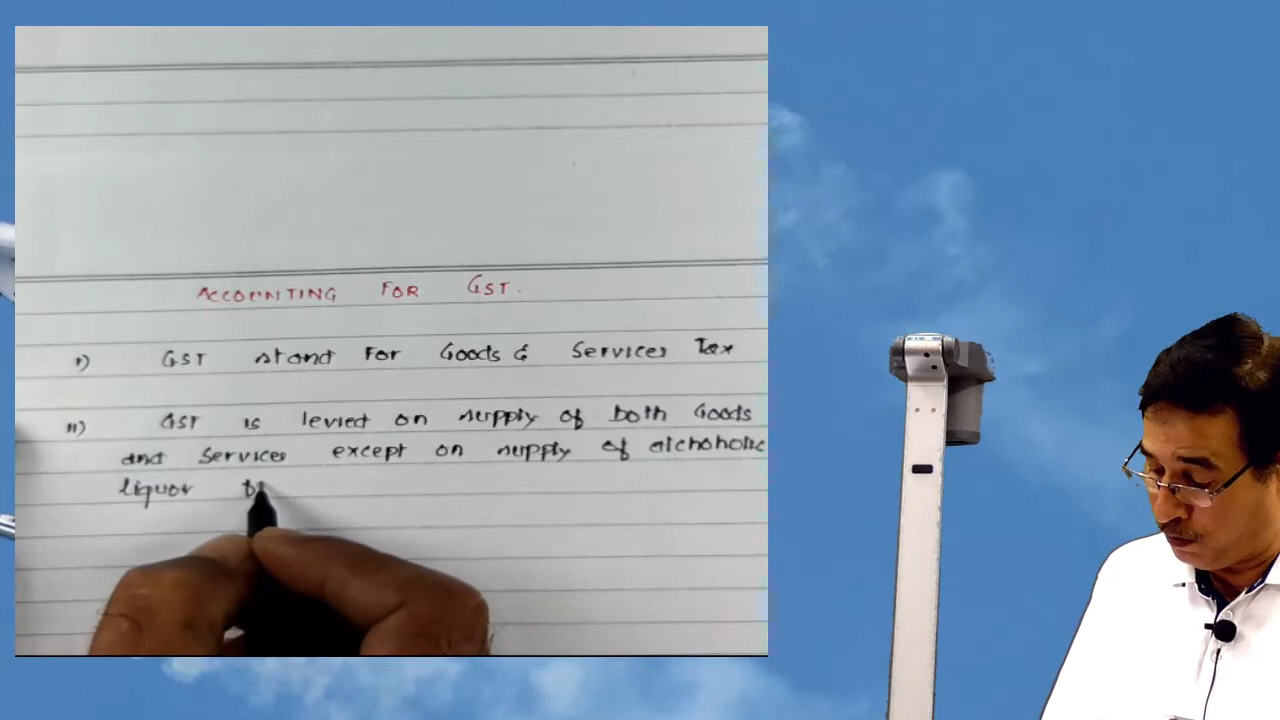 ACCOUNTING FOR GST.
i) GST stand For Goods & Services Tax
ii) GST is levied on supply of both Goods
and Services except on supply of alchoholic
liquor